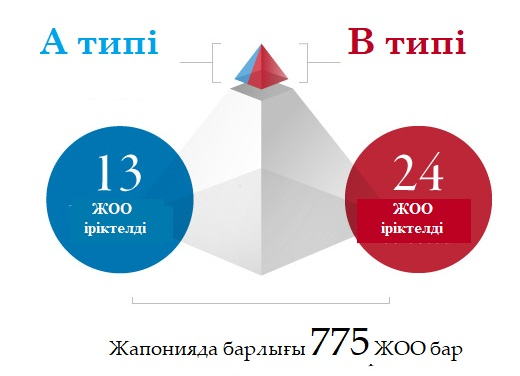 А типі
В типі
13
ЖОО
іріктелді
24
ЖОО
іріктелді
Жапонияда барлығы 775 ЖОО бар